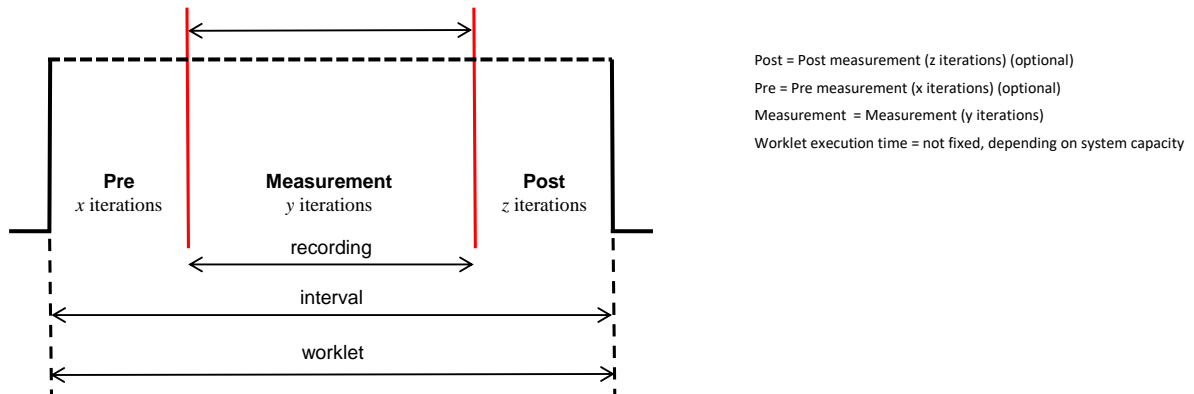 Pre
x iterations
Measurement
y iterations
Post
z iterations
recording
interval
worklet
Post = Post measurement (z iterations) (optional)
Pre = Pre measurement (x iterations) (optional)
Measurement = Measurement (y iterations)
Worklet execution time = not fixed, depending on system capacity